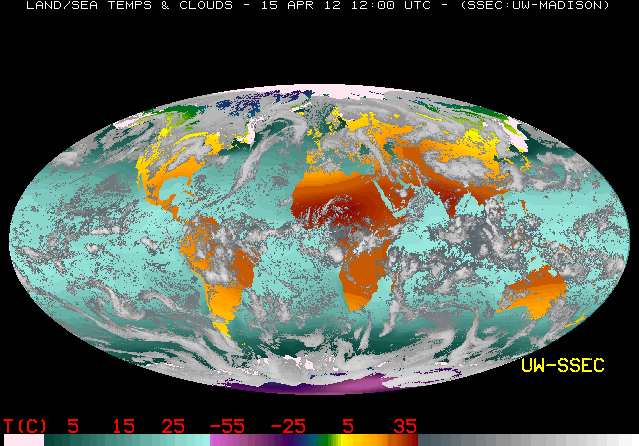 LAND/SEA TEMPS & CLOUDS - 15 APR 12 12:00 UTC - (SSEC:UW-MADISON)
UW-SSEC
T(C) 5 15 25 -55 -25 5 35